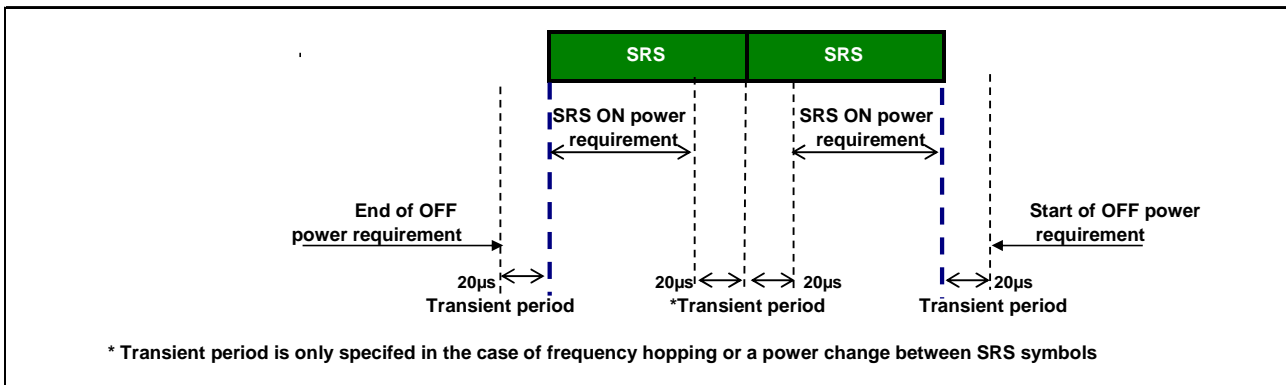 SRS SRS
SRS ON power requirement
SRS ON power requirement
End of OFF power requirement
Start of OFF power requirement
20µs 20µs 20µs 20µs
Transient period *Transient period Transient period
* Transient period is only specifed in the case of frequency hopping or a power change between SRS symbols